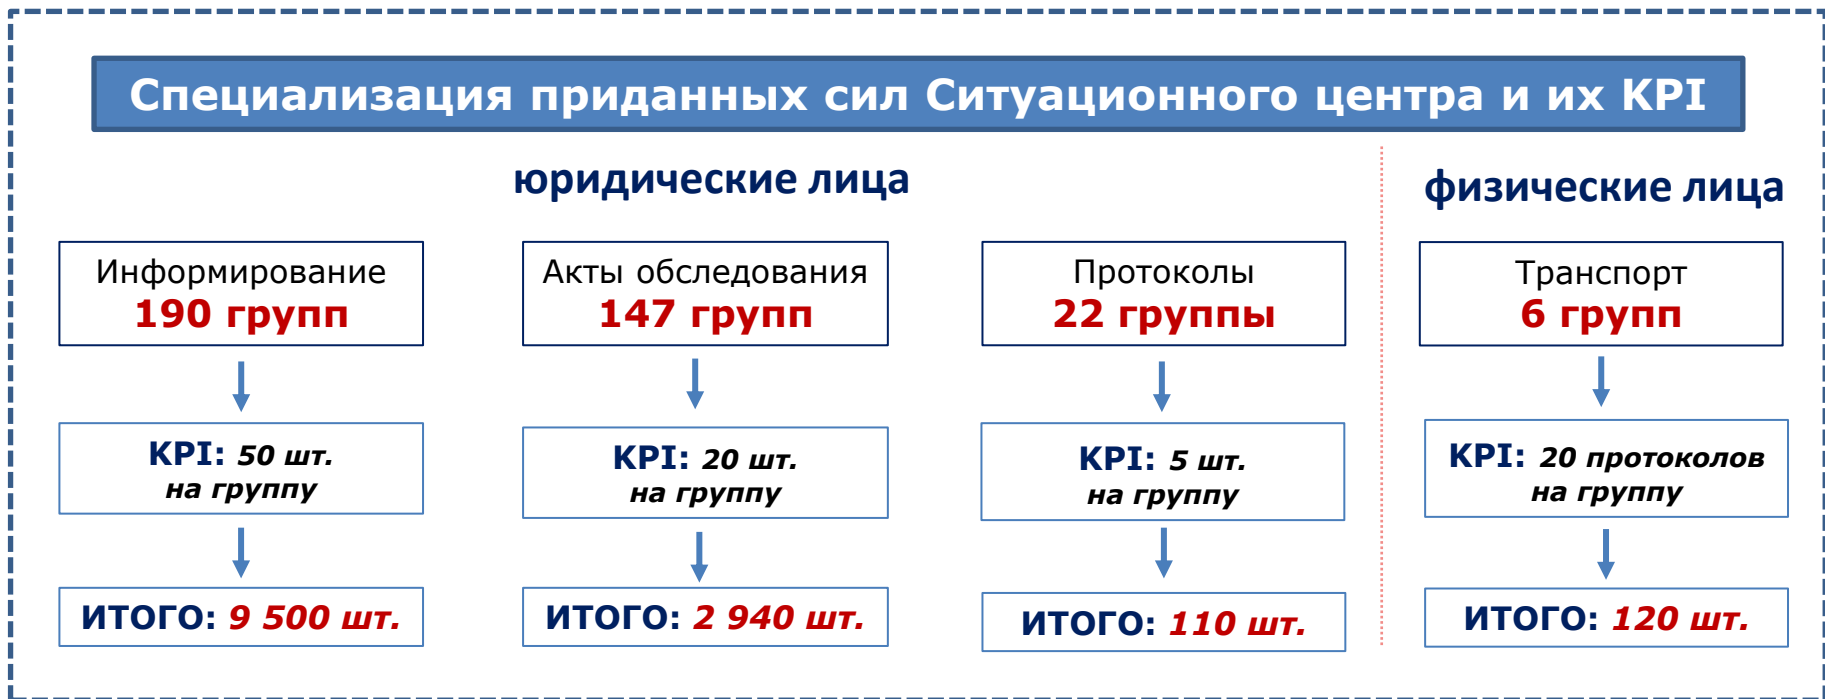 Специализация приданных сил Ситуационного центра и их KPI
юридические лица
Информирование
190 групп
KPI: 50 шт.
на группу
ИТОГО: 9 500 шт.
Акты обследования
147 групп
KPI: 20 шт.
на группу
ИТОГО: 2 940 шт.
Протоколы
22 группы
KPI: 5 шт.
на группу
ИТОГО: 110 шт.
физические лица
Транспорт
6 групп
KPI: 20 протоколов
на группу
ИТОГО: 120 шт.